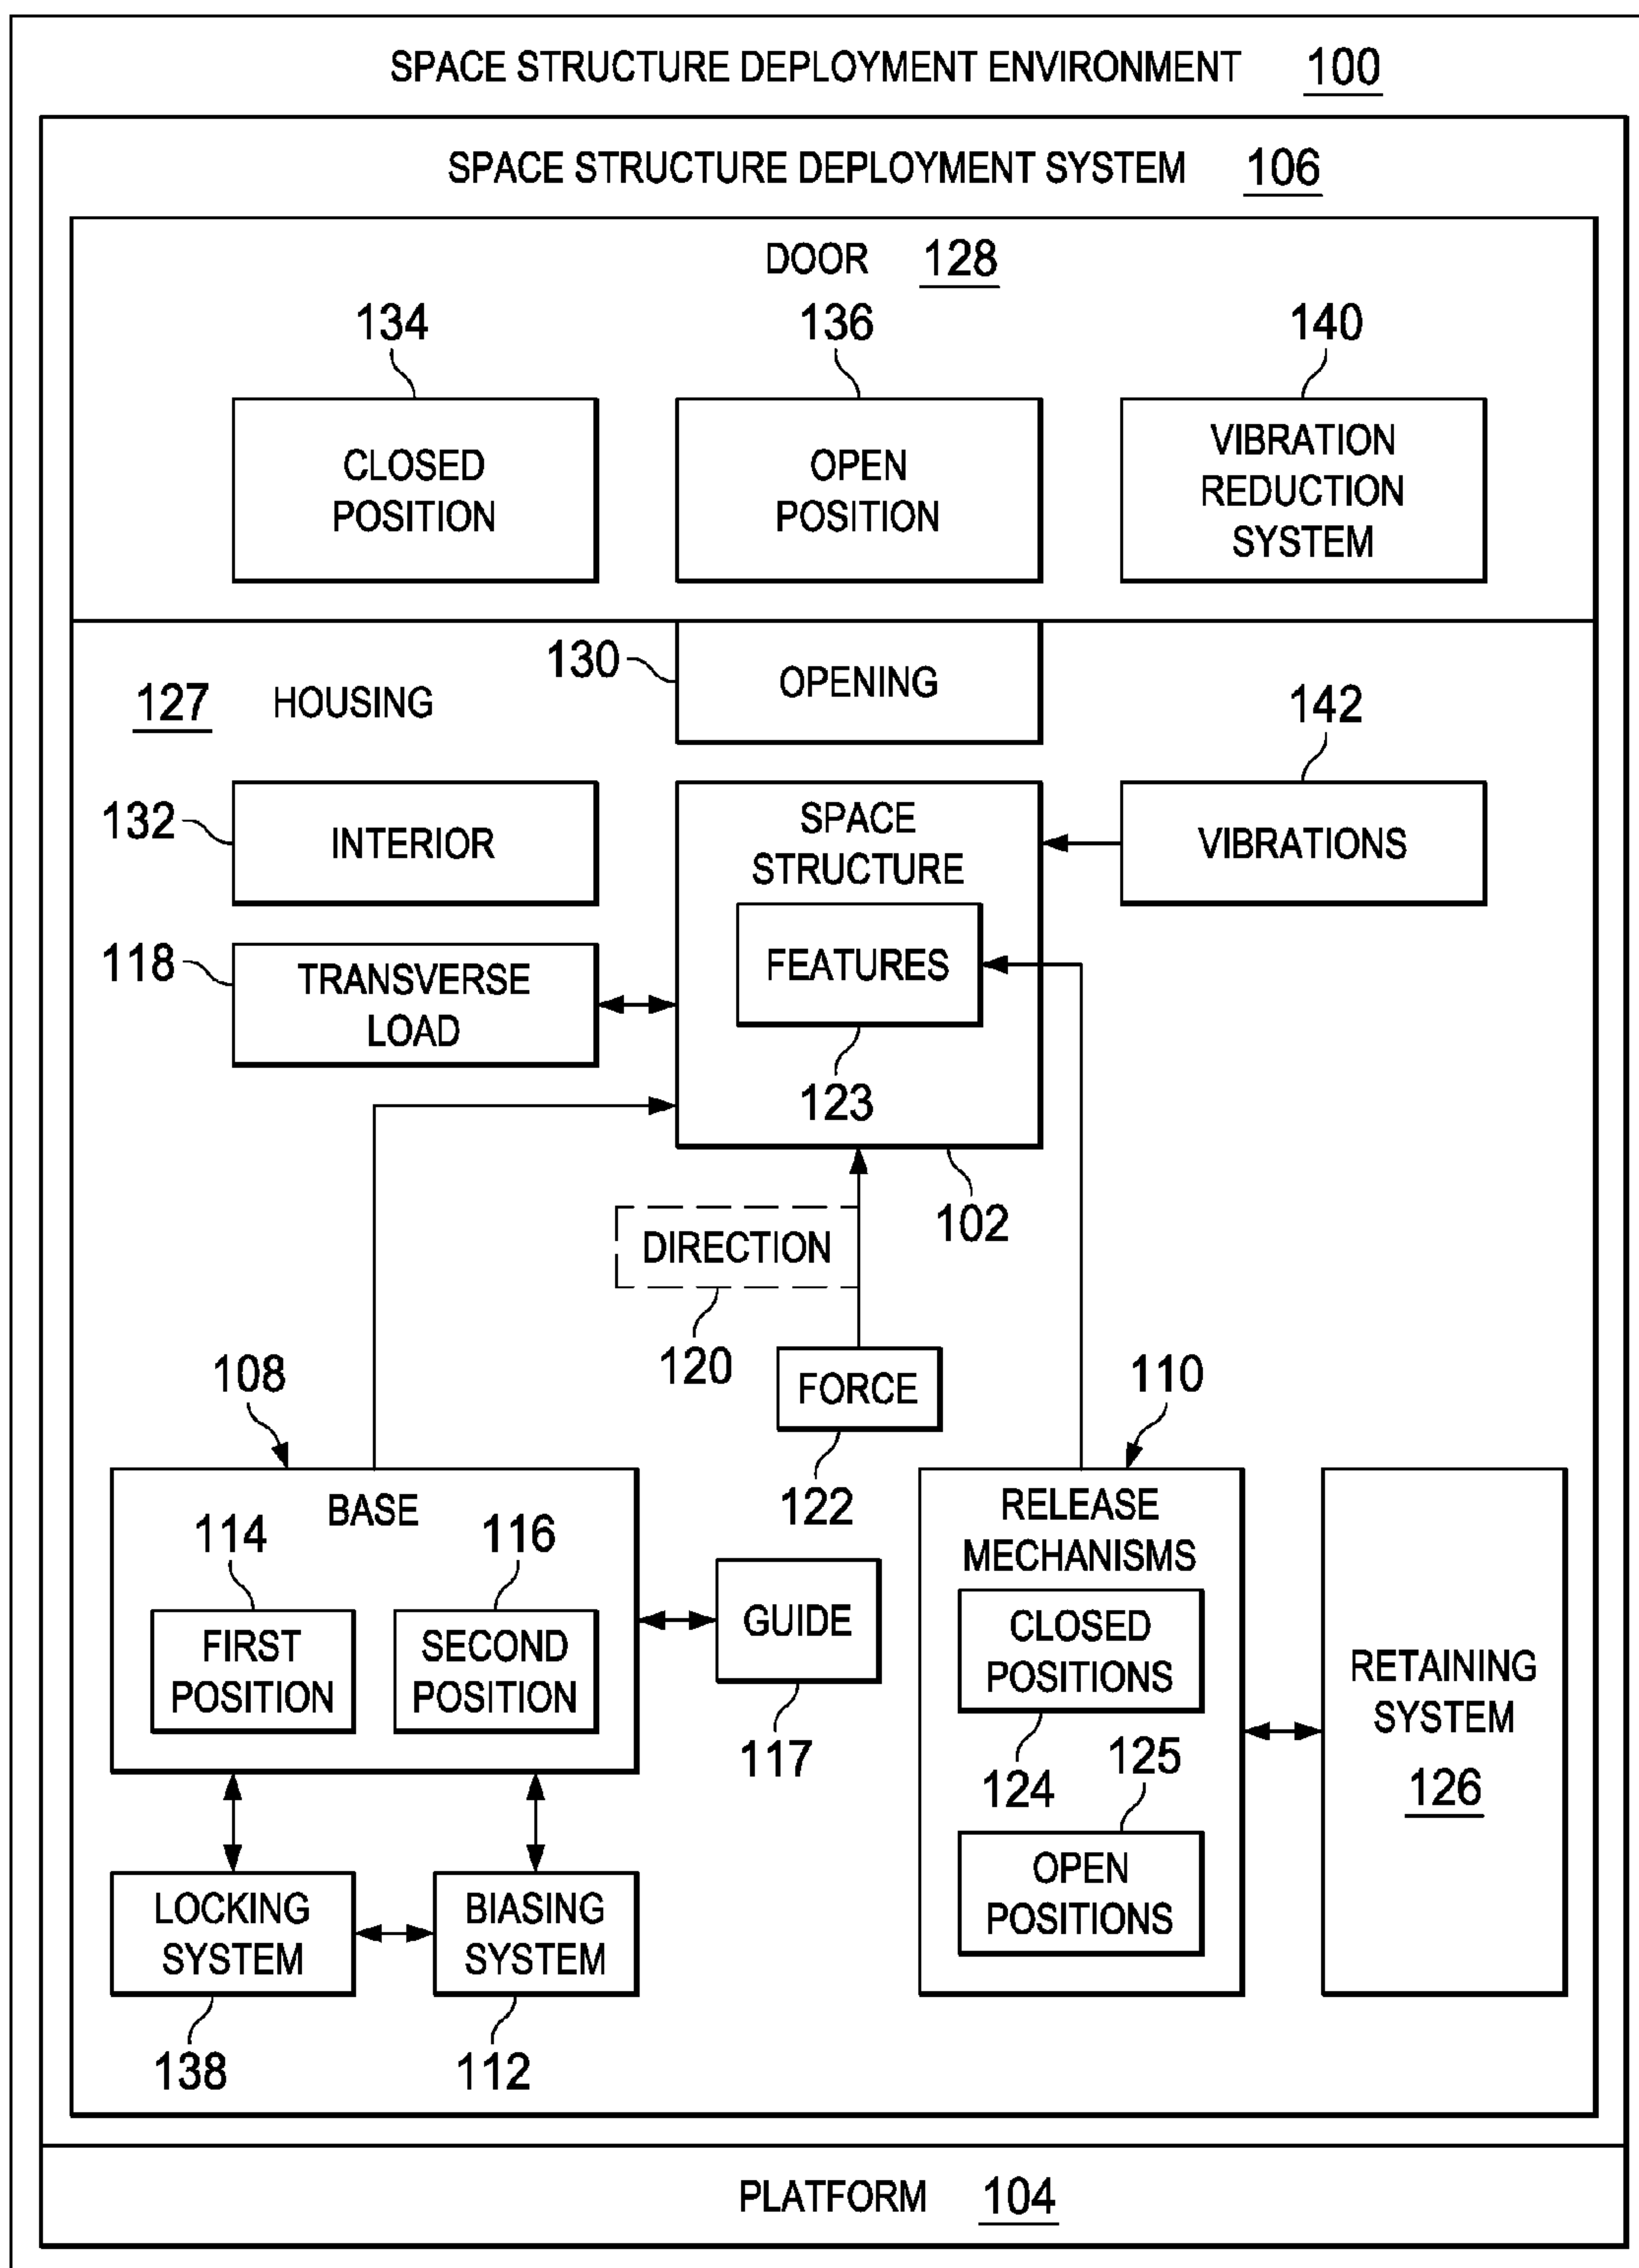 SPACE STRUCTURE DEPLOYMENT ENVIRONMENT 100
SPACE STRUCTURE DEPLOYMENT SYSTEM 106
DOOR 128
134
136
140
CLOSED
POSITION
OPEN
POSITION
VIBRATION
REDUCTION
SYSTEM
130
OPENING
127 HOUSING
142
132
INTERIOR
SPACE
STRUCTURE
VIBRATIONS
118
TRANSVERSE
LOAD
FEATURES
123
102
DIRECTION
120
FORCE
122
108
110
BASE
114
116
FIRST
POSITION
SECOND
POSITION
GUIDE
117
RELEASE
MECHANISMS
CLOSED
POSITIONS
124
125
OPEN
POSITIONS
RETAINING
SYSTEM
126
LOCKING
SYSTEM
BIASING
SYSTEM
138
112
PLATFORM 104